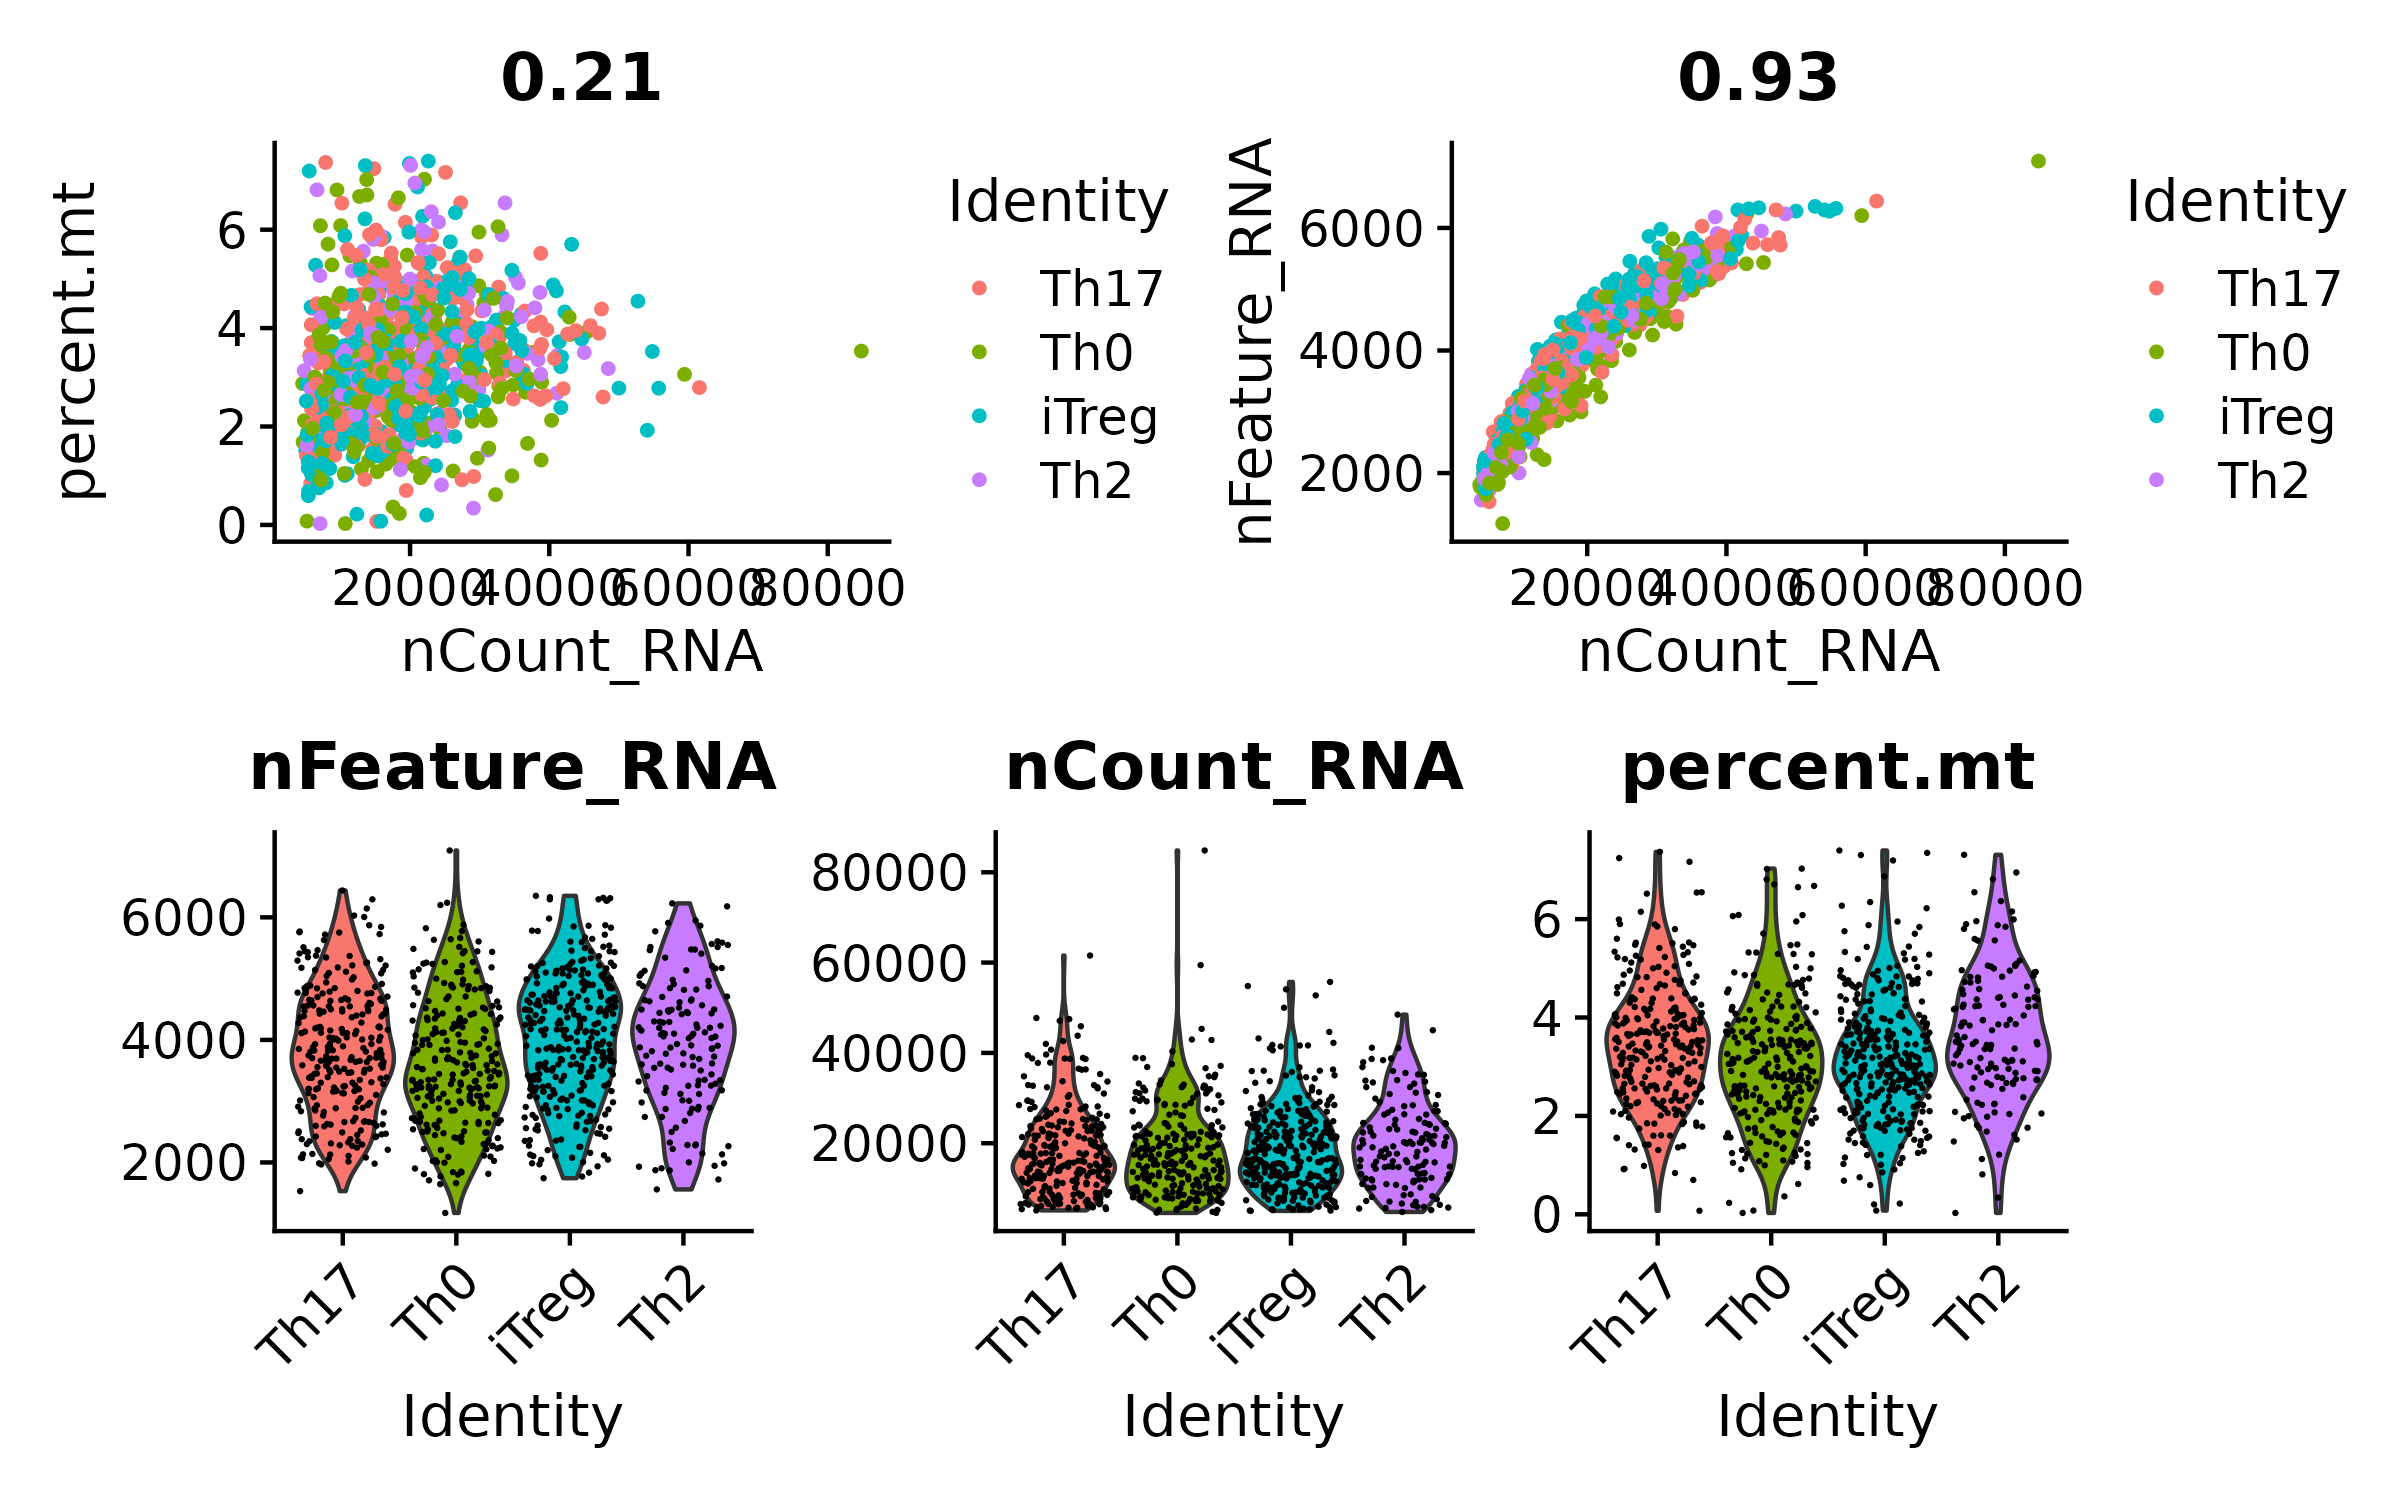 0.21
percent.mt
6
4
2
0
20000 40000 60000 80000
nCount_RNA
Identity
Th17
Th0
iTreg
Th2
0.93
nFeature_RNA
6000
4000
2000
20000 40000 60000 80000
nCount_RNA
Identity
Th17
Th0
iTreg
Th2
nFeature_RNA
6000
4000
2000
Th17 Th0 iTreg Th2
Identity
nCount_RNA
80000
60000
40000
20000
Th17 Th0 iTreg Th2
Identity
percent.mt
6
4
2
0
Th17 Th0 iTreg Th2
Identity